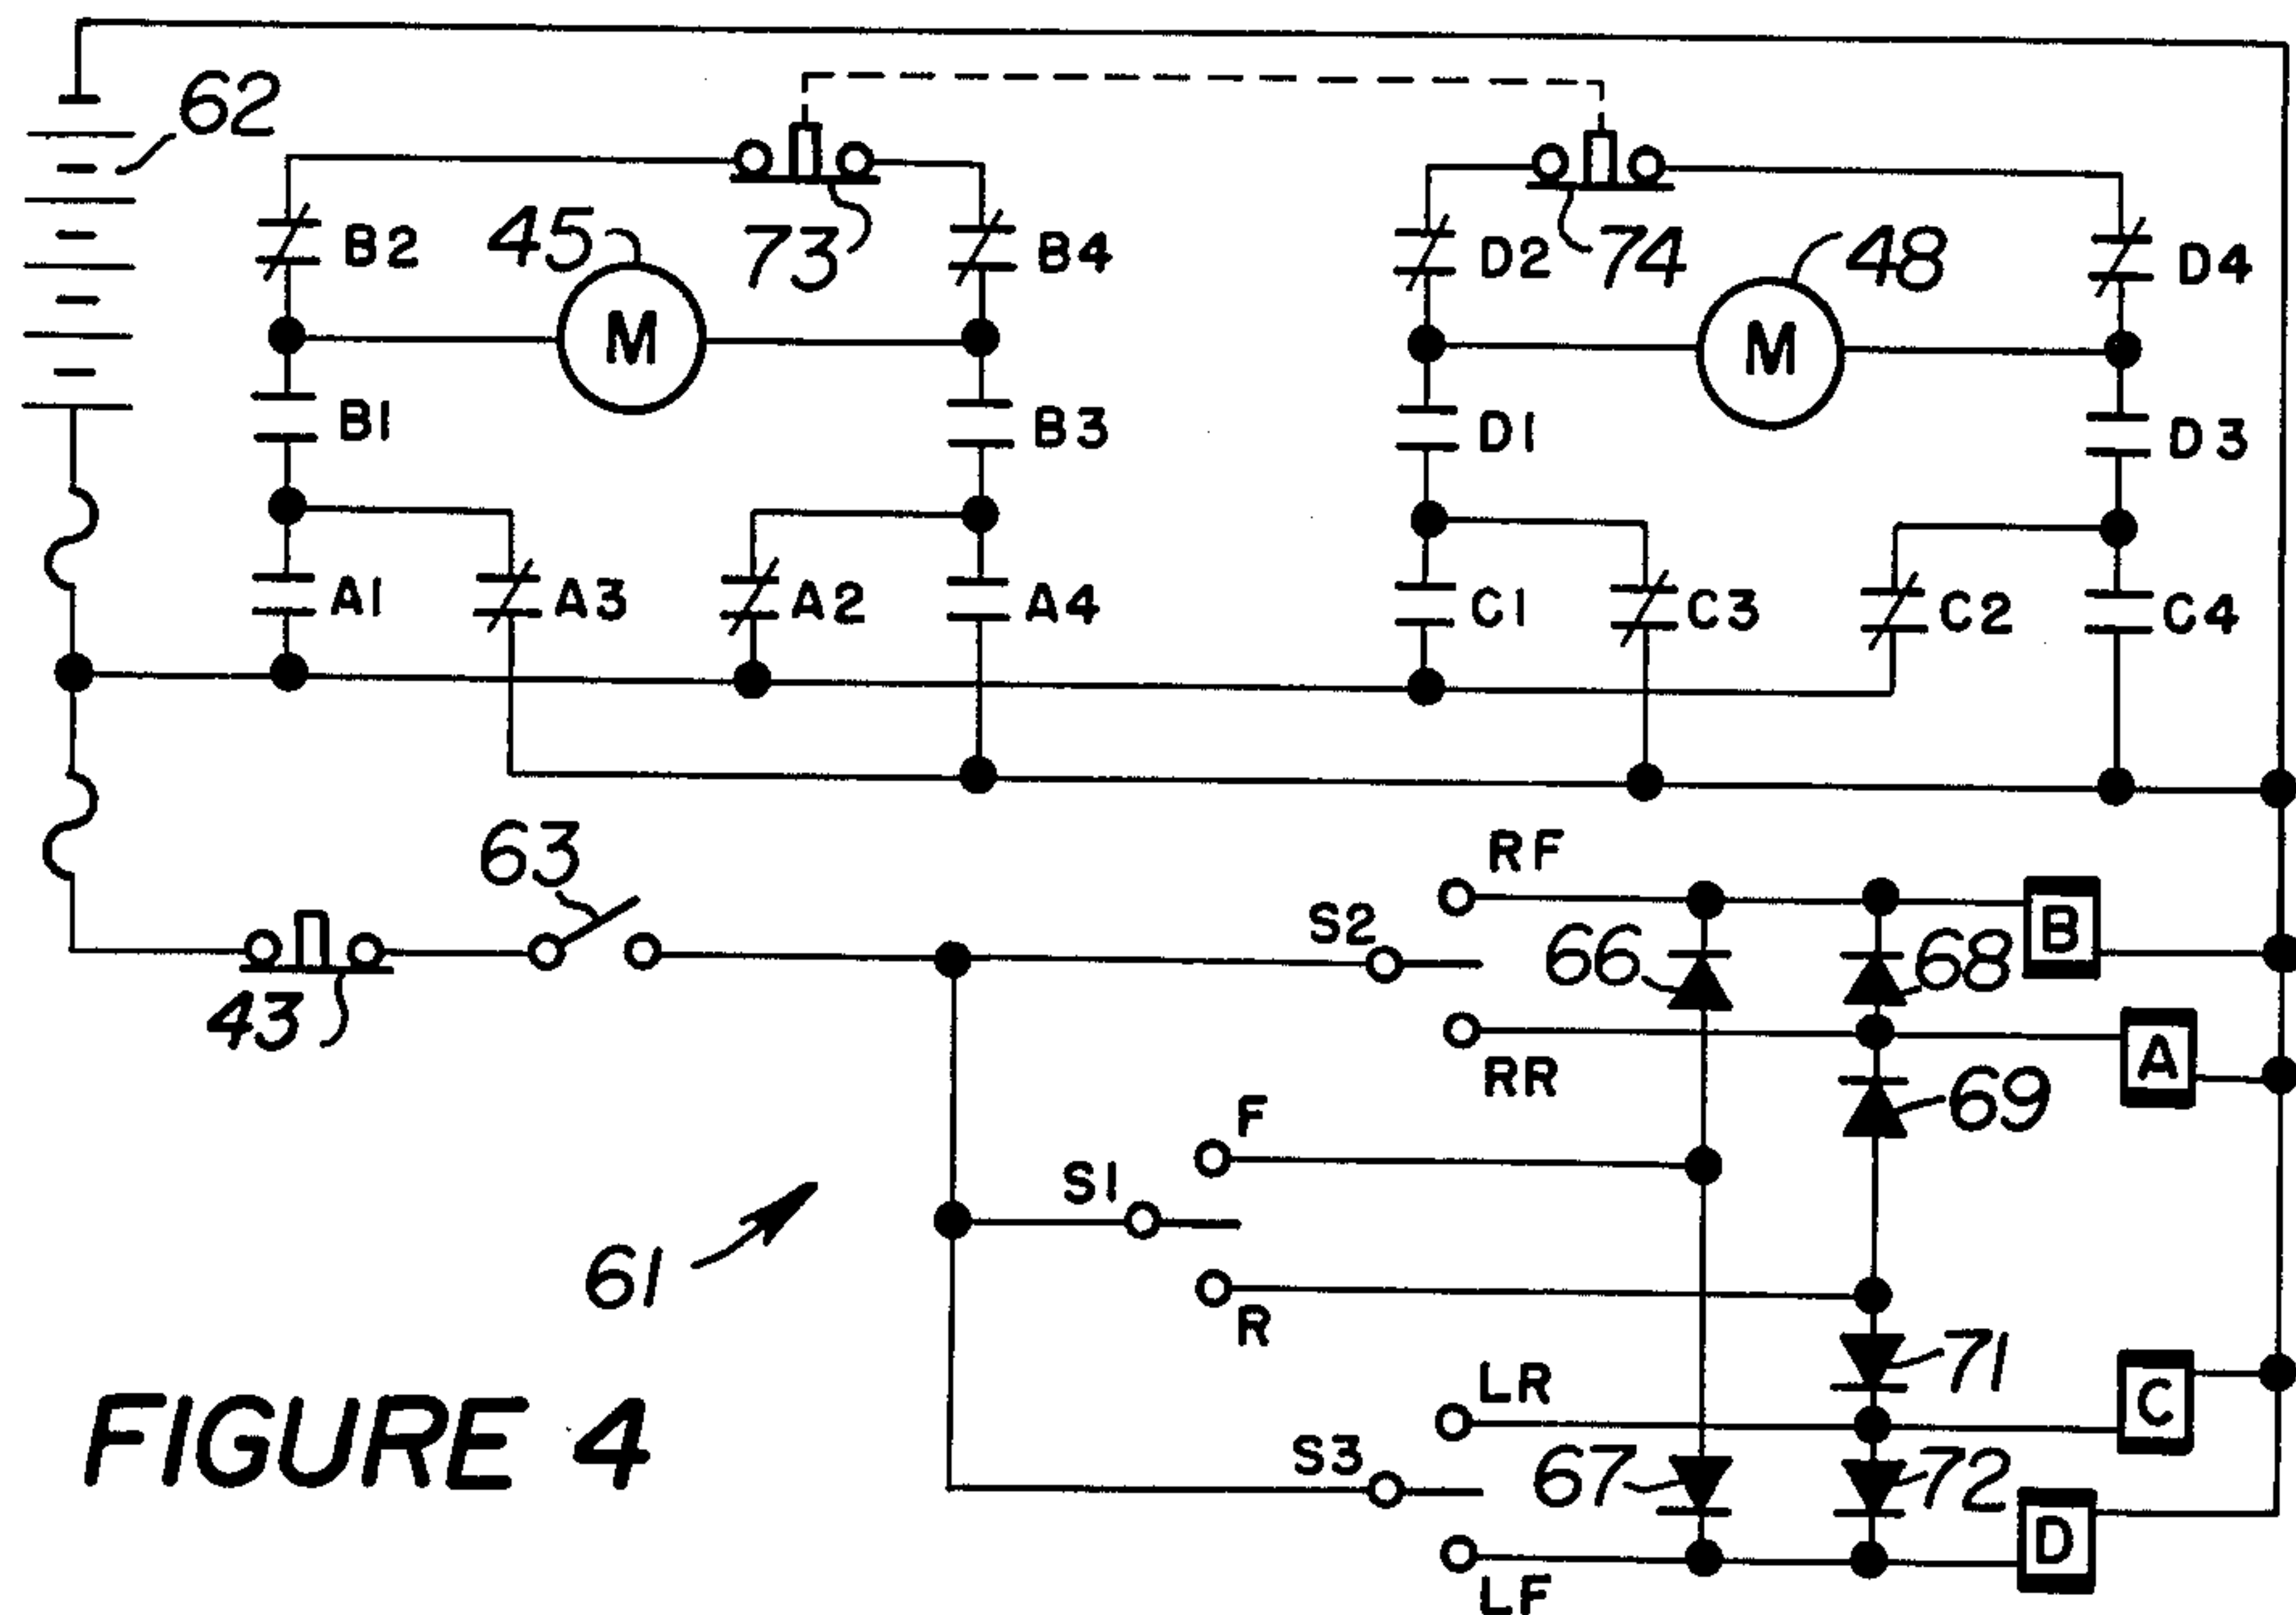 62
45
73
74
48
B2
B4
D2
D4
M
M
B1
B3
D1
D3
A1
A3
A2
A4
C1
C3
C2
C4
63
RF
S2
B
66
68
43
RR
A
69
F
S1
61
R
LR
71
C
S3
67
72
D
LF
FIGURE 4